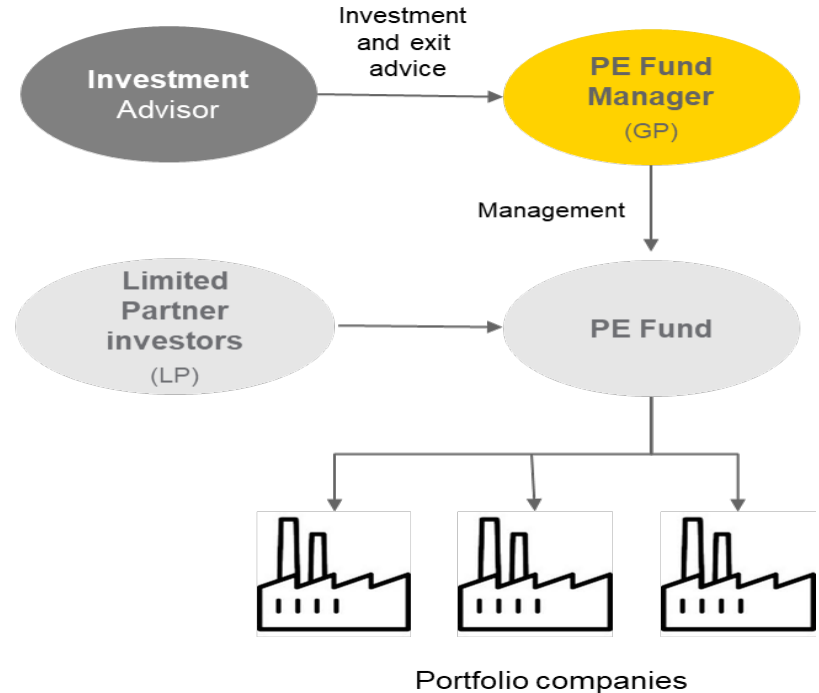 Investment
and exit
advice
Investment
Advisor
PE Fund
Manager
(GP)
Management
Limited
Partner
investors
(LP)
PE Fund
Portfolio companies